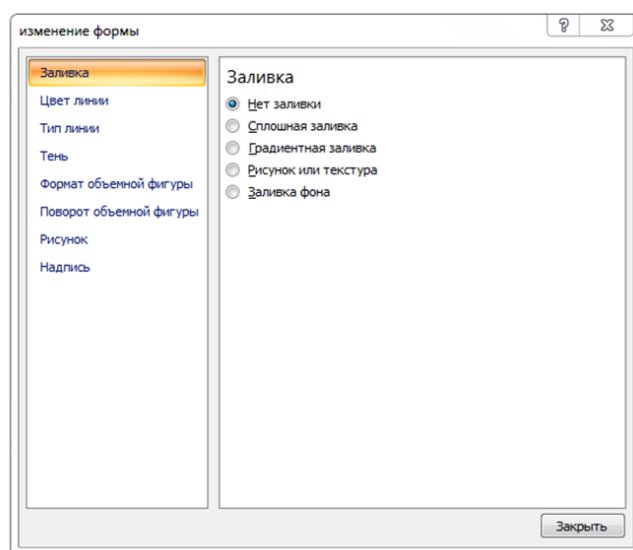 изменение формы
Заливка
Цвет линии
Тип линии
Тень
Формат объемной фигуры
Поворот объемной фигуры
Рисунок
Надпись
Заливка
Нет заливки
Сплошная заливка
Градиентная заливка
Рисунок или текстура
Заливка фона
Закрыть